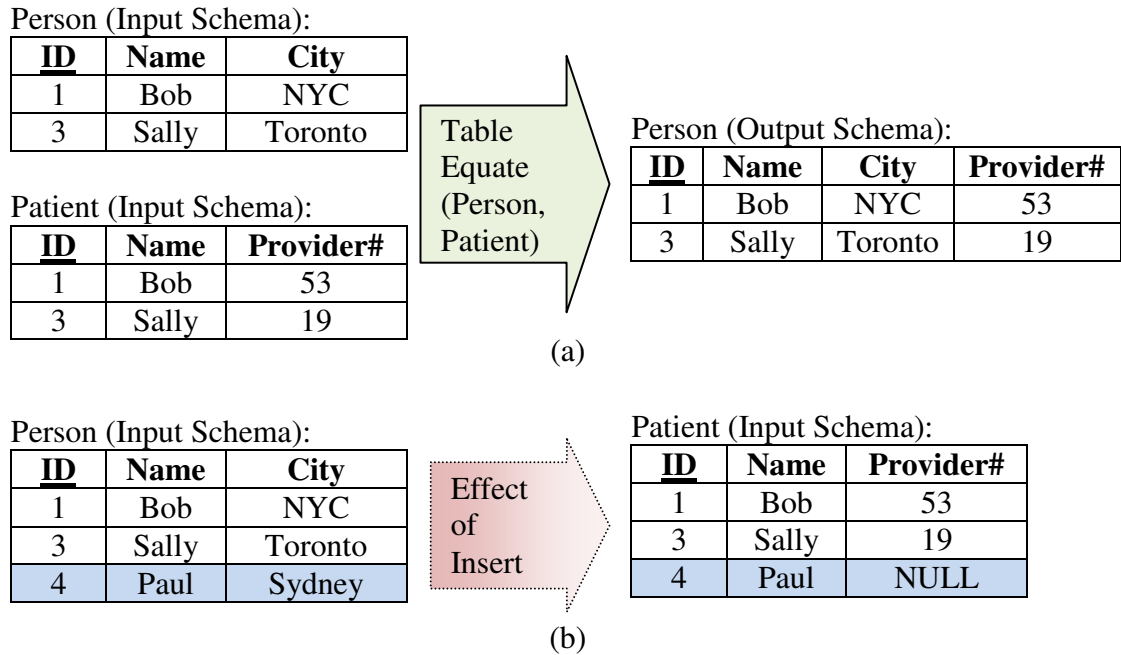 Person (Input Schema):
ID Name City
1 Bob NYC
3 Sally Toronto
Patient (Input Schema):
ID Name Provider#
1 Bob 53
3 Sally 19
Table
Equate
(Person,
Patient)
Person (Output Schema):
ID Name City Provider#
1 Bob NYC 53
3 Sally Toronto 19
(a)
Person (Input Schema):
ID Name City
1 Bob NYC
3 Sally Toronto
4 Paul Sydney
Effect
of
Insert
Patient (Input Schema):
ID Name Provider#
1 Bob 53
3 Sally 19
4 Paul NULL
(b)